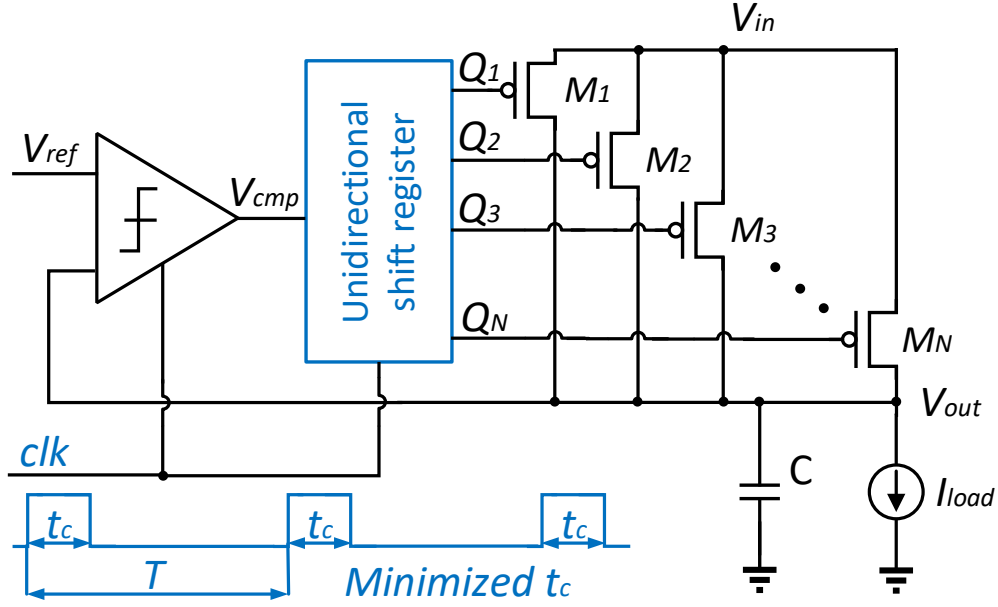 Vin
Q1
M1
Vref
Vcmp
Unidirectional
shift register
Q2
M2
Q3
M3
QN
MN
Vout
clk
C
Iload
tc
tc
tc
T
Minimized tc